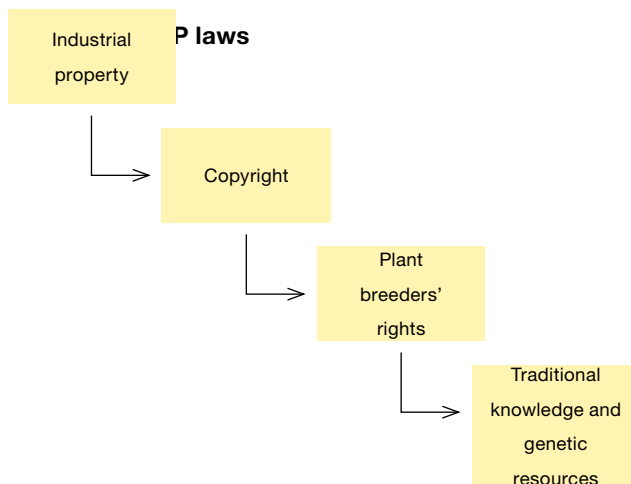 P laws
Industrial
property
Copyright
Plant
breeders’
rights
Traditional
knowledge and
genetic
resources